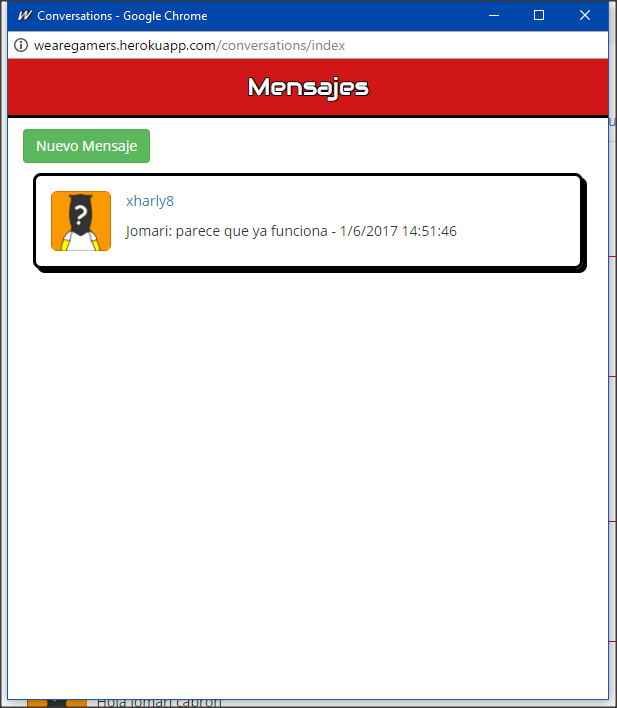 W Conversations - Google Chrome
wearegamers.herokuapp.com/conversations/index
Mensajes
Nuevo Mensaje
?
xharly8
Jomari: parece que ya funciona - 1/6/2017 14:51:46
Hola jomari cabron